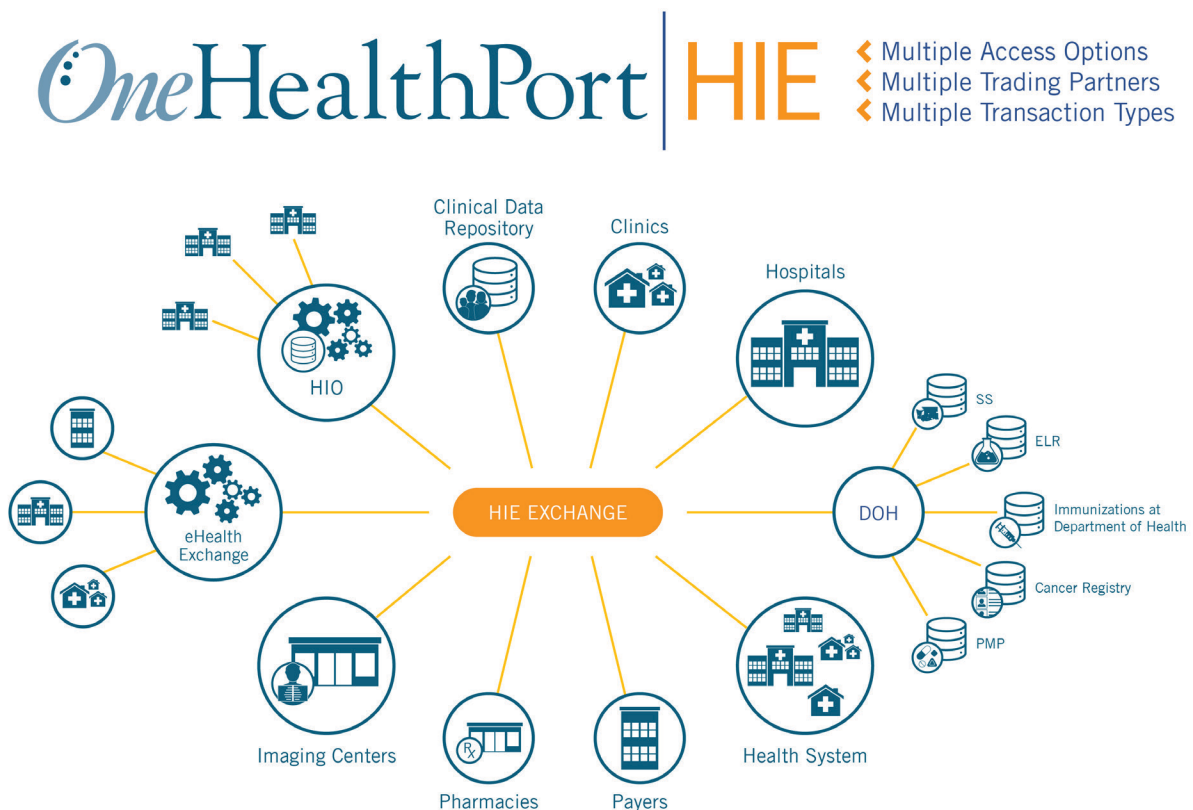 OneHealthPort
HIE
Multiple Access Options
Multiple Trading Partners
Multiple Transaction Types
Clinical Data
Repository
Clinics
Hospitals
HIO
SS
ELR
eHealth
Exchange
HIE EXCHANGE
DOH
Immunizations at
Department of Health
Cancer Registry
PMP
Imaging Centers
Rx
Pharmacies
Payers
Health System